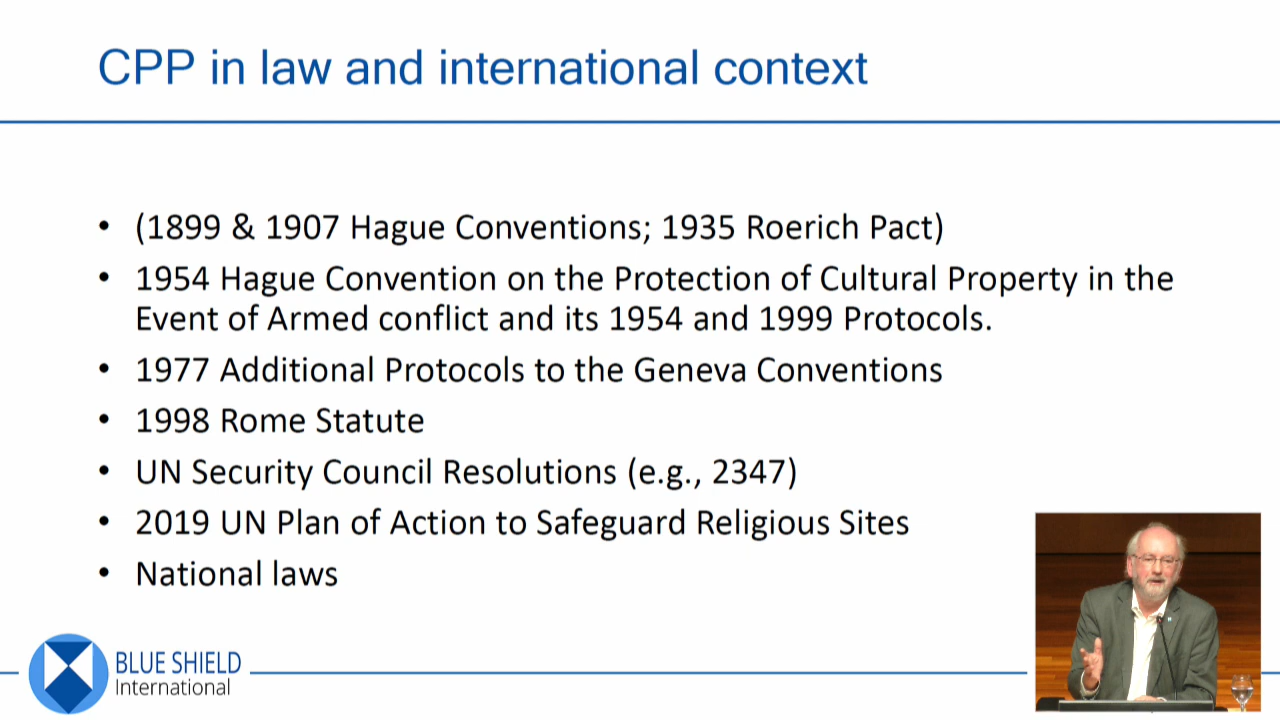 CPP in law and international context
• (1899 & 1907 Hague Conventions; 1935 Roerich Pact)
• 1954 Hague Convention on the Protection of Cultural Property in the
Event of Armed conflict and its 1954 and 1999 Protocols.
• 1977 Additional Protocols to the Geneva Conventions
• 1998 Rome Statute
• UN Security Council Resolutions (e.g., 2347)
• 2019 UN Plan of Action to Safeguard Religious Sites
• National laws
BLUE SHIELD
International